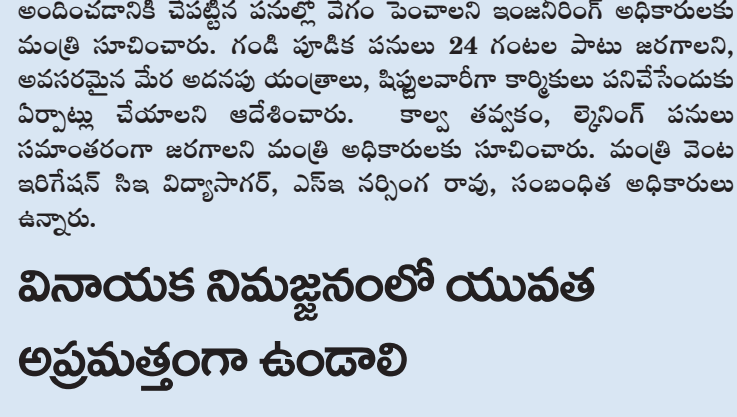 అందించడానికి చేపట్టిన పనుల్లో వేగం పెంచాలని ఇంజనీరింగ్ అధికారులకు
మంత్రి సూచించారు. గండి పూడిక పనులు 24 గంటల పాటు జరగాలని,
అవసరమైన మేర అదనపు యంత్రాలు, షిఫ్టులవారీగా కార్మికులు పనిచేసేందుకు
ఏర్పాట్లు చేయాలని ఆదేశించారు. కాల్వ తవ్వకం, లైనింగ్ పనులు
సమాంతరంగా జరగాలని మంత్రి అధికారులకు సూచించారు. మంత్రి వెంట
ఇరిగేషన్ సిఇ విద్యాసాగర్, ఎస్ఇ నర్సింగ రావు, సంబంధిత అధికారులు
ఉన్నారు.
వినాయక నిమజ్జనంలో యువత
అప్రమత్తంగా ఉండాలి